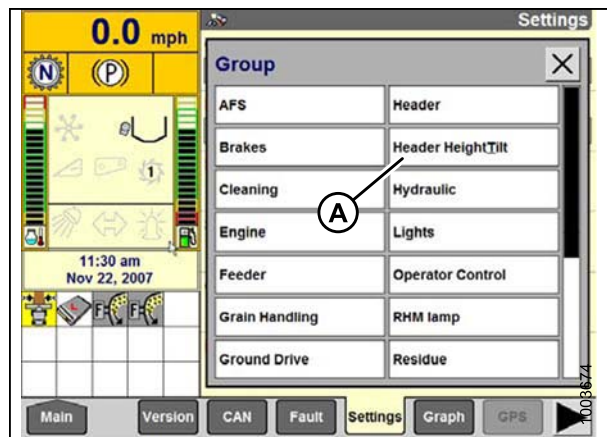 0.0 mph
Settings
N
(P)
Group
X
AFS
Header
Brakes
Header HeightTilt
Cleaning
Hydraulic
A
Engine
Lights
Feeder
Operator Control
Grain Handling
RHM lamp
Ground Drive
Residue
1
11:30 am
Nov 22, 2007
F
F
Main
Version
CAN
Fault
Settings
Graph
GPS
1003674